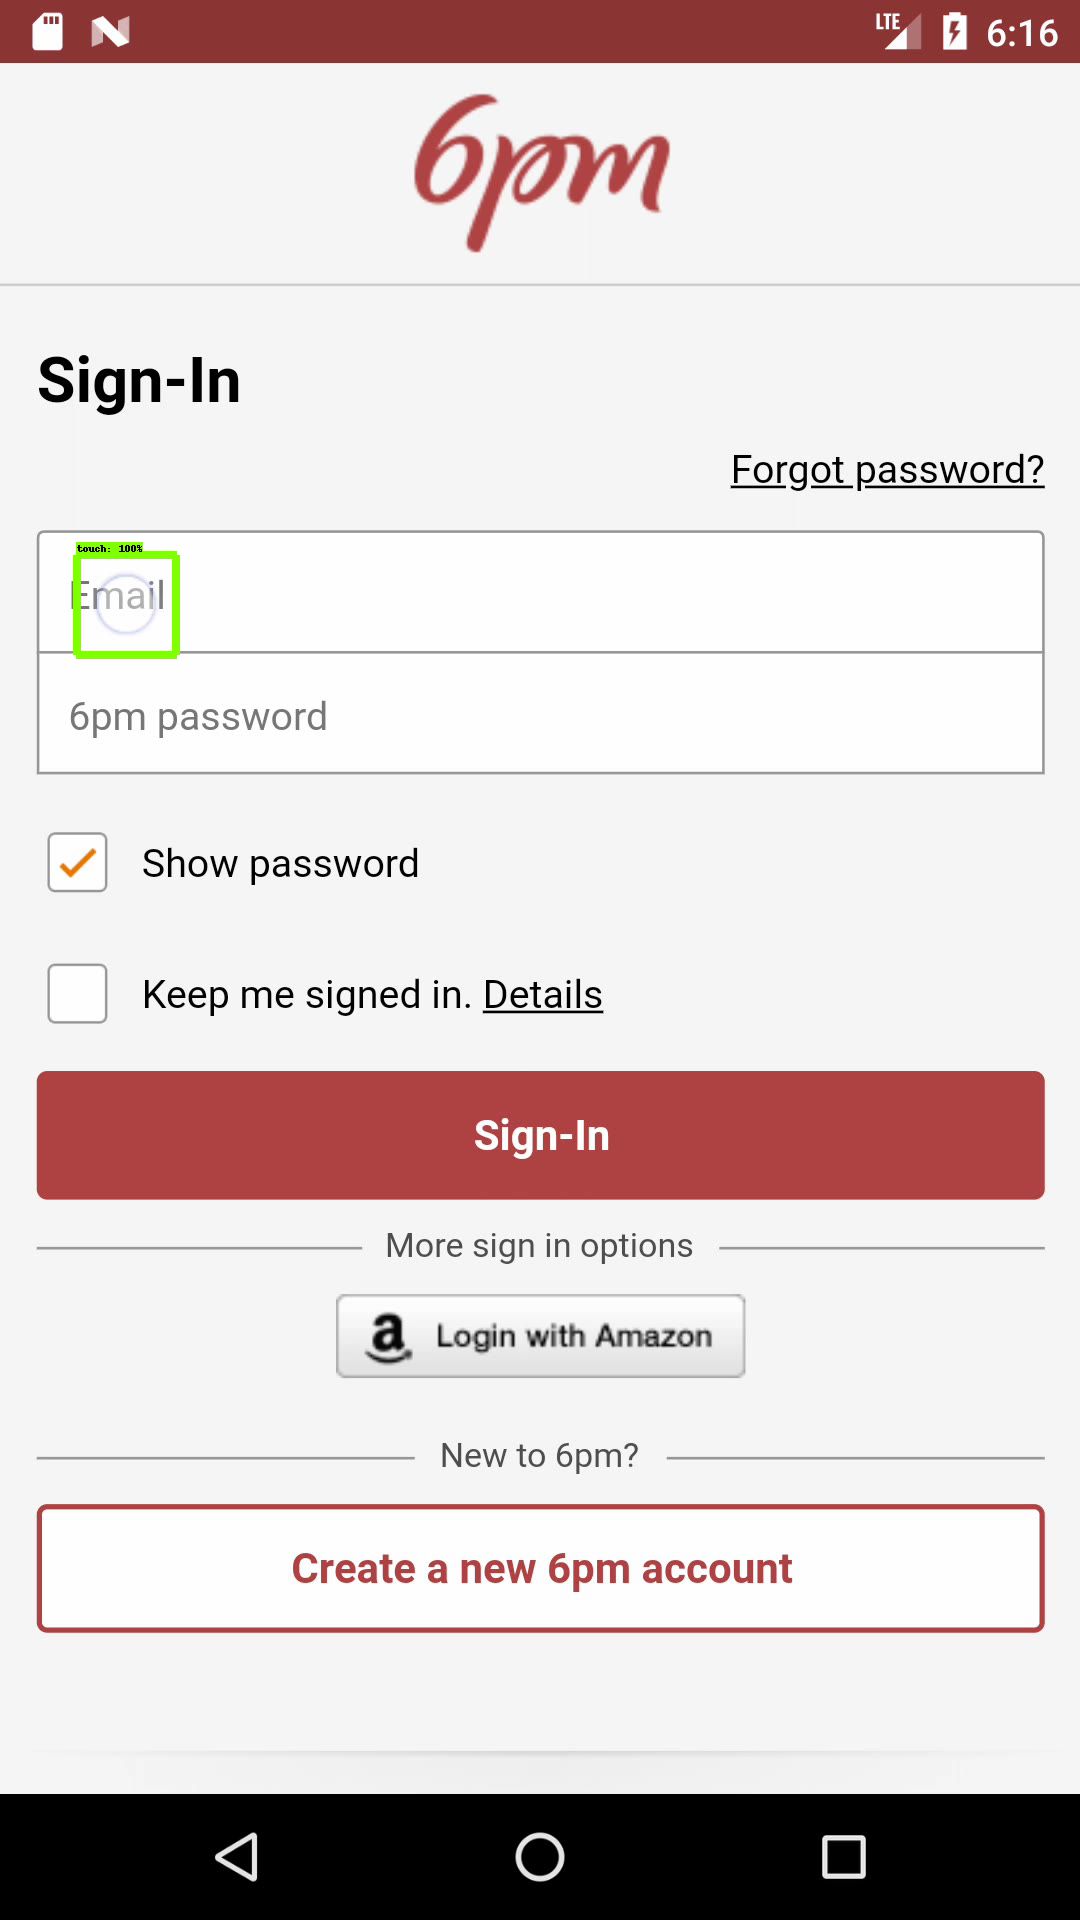 LTE 6:16
6pm
Sign-In
Forgot password?
touch: 100%
Email
6pm password
Show password
Keep me signed in. Details
Sign-In
More sign in options
a Login with Amazon
New to 6pm?
Create a new 6pm account